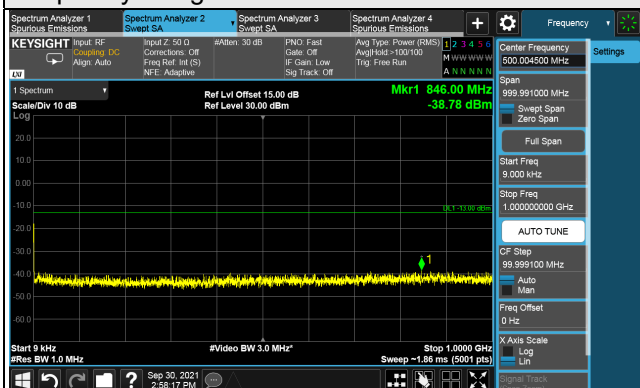 Spectrum Analyzer 1
Spurious Emissions
Spectrum Analyzer 2
Swept SA
Spectrum Analyzer 3
Swept SA
Spectrum Analyzer 4
Spurious Emissions
+
Frequency
KEYSIGHT
Input: RF
Coupling: DC
Align: Auto
Input Z: 50 Ω
Corrections: Off
Freq Ref: Int (S)
NFE: Adaptive
#Atten: 30 dB
PNO: Fast
Gate: Off
IF Gain: Low
Sig Track: Off
Avg Type: Power (RMS)
Avg|Hold:>100/100
Trig: Free Run
1 2 3 4 5 6
M W W W W W
A N N N N N
LXI
1 Spectrum
Scale/Div 10 dB
Log
Ref Lvl Offset 15.00 dB
Ref Level 30.00 dBm
Mkr1 846.00 MHz
-38.78 dBm
20.0
10.0
0.00
-10.0
DL1 -13.00 dBm
-20.0
-30.0
1
-40.0
-50.0
-60.0
Start 9 kHz
#Res BW 1.0 MHz
#Video BW 3.0 MHz*
Stop 1.0000 GHz
Sweep ~1.86 ms (5001 pts)
Center Frequency
500.004500 MHz
Settings
Span
999.991000 MHz
Swept Span
Zero Span
Full Span
Start Freq
9.000 kHz
Stop Freq
1.000000000 GHz
AUTO TUNE
CF Step
99.999100 MHz
Auto
Man
Freq Offset
0 Hz
X Axis Scale
Log
Lin
Signal Track
?
Sep 30, 2021
2:58:17 PM